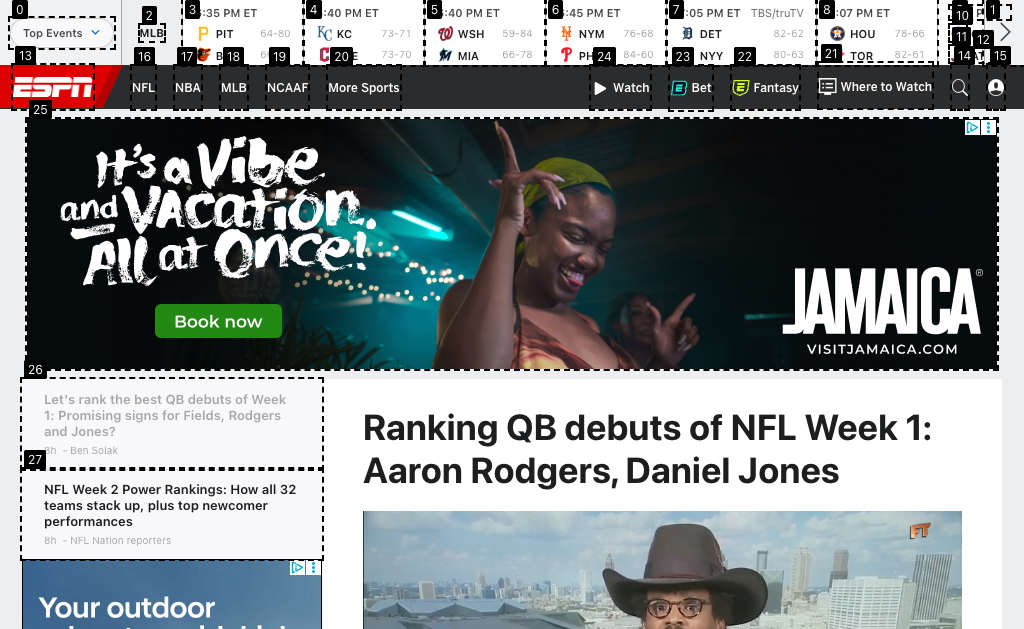 0
2
3
4
5
6
7
8
10
11
12
13
14
15
16
17
18
19
20
21
22
23
24
25
26
27
Top Events
MLB
:35 PM ET
PIT 64-80
:40 PM ET
KC 73-71
73-70
:40 PM ET
WSH 59-84
MIA 66-78
:45 PM ET
NYM 76-68
84-60
:05 PM ET TBS/truTV
DET 82-62
NYY 80-63
:07 PM ET
HOU 78-66
TOR 82-61
ESPN
NFL
NBA
MLB
NCAAF
More Sports
Watch
Bet
Fantasy
Where to Watch
It's a Vibe
and Vacation.
All at Once!
Book now
JAMAICA®
VISITJAMAICA.COM
Let's rank the best QB debuts of Week
1: Promising signs for Fields, Rodgers
and Jones?
8h - Ben Solak
NFL Week 2 Power Rankings: How all 32
teams stack up, plus top newcomer
performances
8h - NFL Nation reporters
Your outdoor
Ranking QB debuts of NFL Week 1:
Aaron Rodgers, Daniel Jones
FT